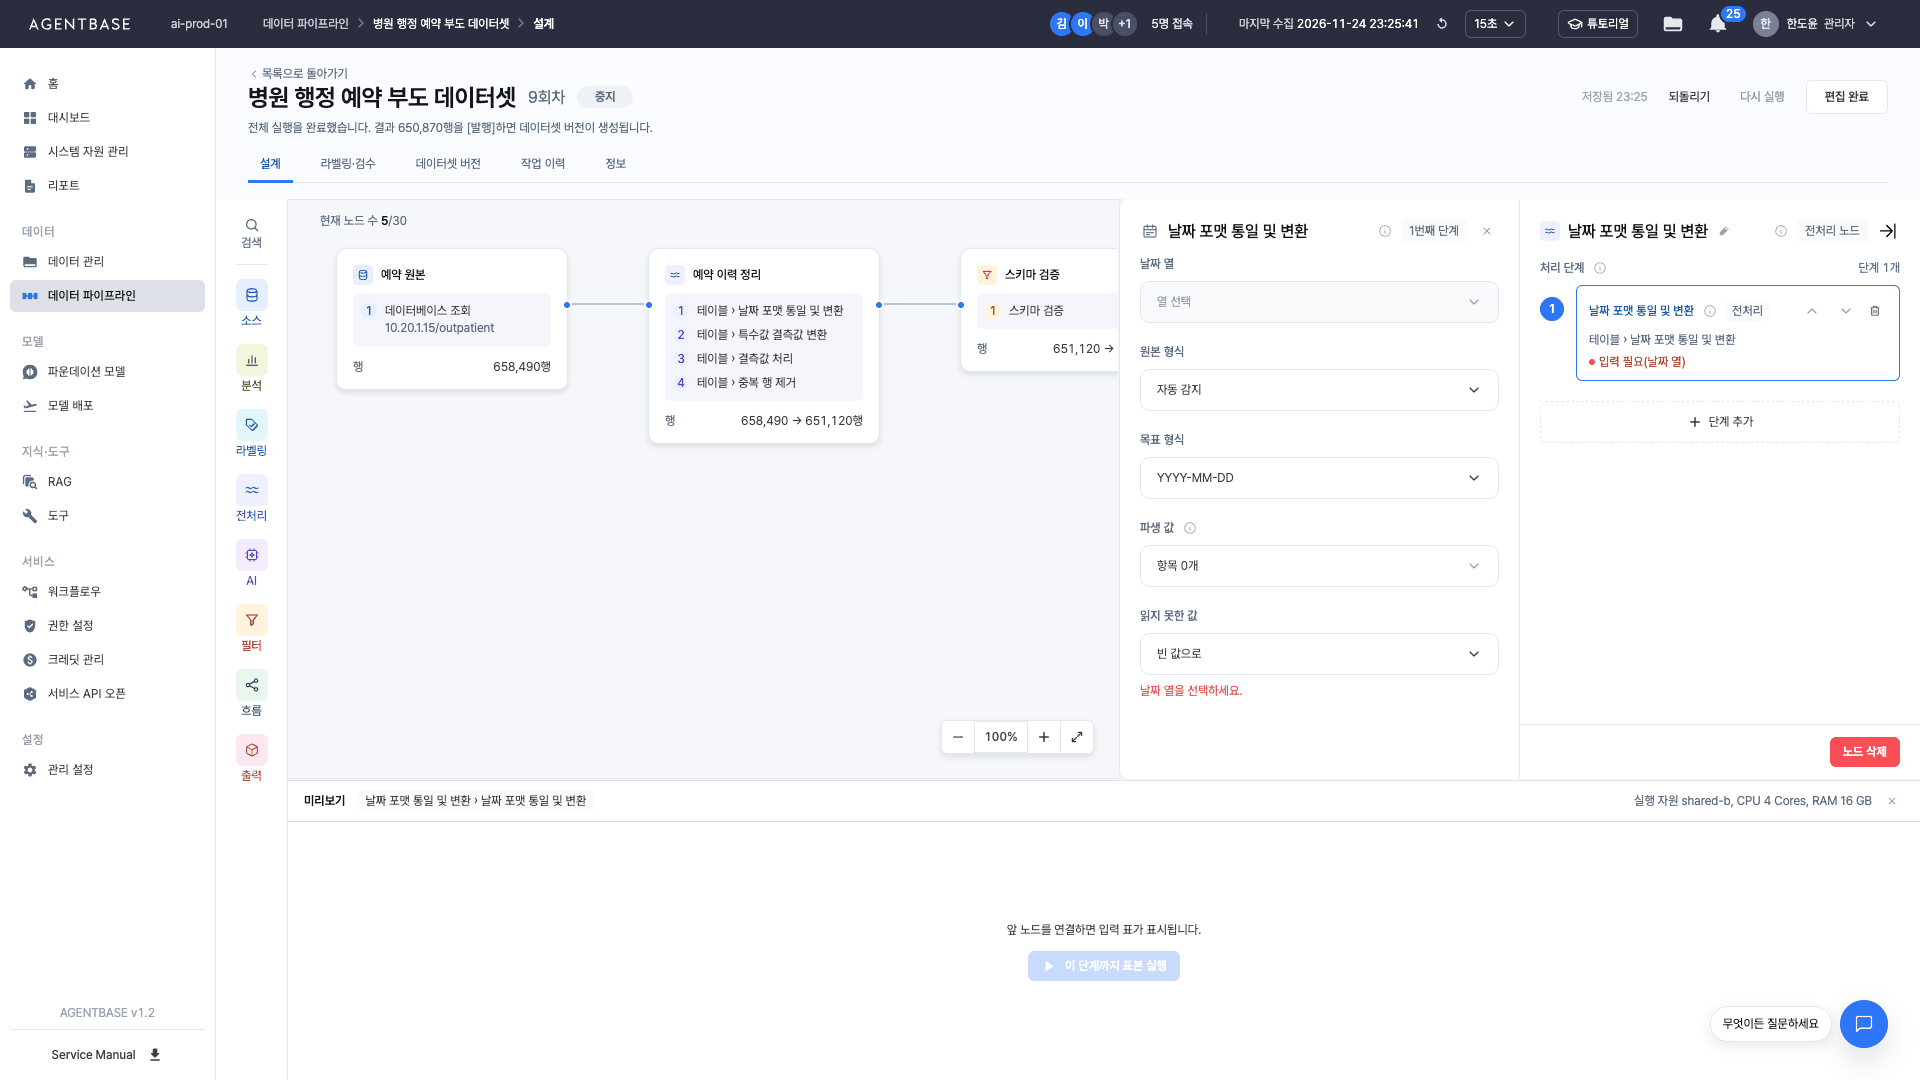 AGENTBASE
ai-prod-01
데이터 파이프라인 > 병원 행정 예약 부도 데이터셋 > 설계
김 이 박 +1 5명 접속
마지막 수집 2026-11-24 23:25:41
15초
튜토리얼
25
한 한도윤 관리자
홈
대시보드
시스템 자원 관리
리포트
데이터
데이터 관리
데이터 파이프라인
모델
파운데이션 모델
모델 배포
지식·도구
RAG
도구
서비스
워크플로우
권한 설정
크레딧 관리
서비스 API 오픈
설정
관리 설정
AGENTBASE v1.2
Service Manual
목록으로 돌아가기
병원 행정 예약 부도 데이터셋 9회차 중지
전체 실행을 완료했습니다. 결과 650,870행을 [발행]하면 데이터셋 버전이 생성됩니다.
저장됨 23:25 되돌리기 다시 실행 편집 완료
설계 라벨링·검수 데이터셋 버전 작업 이력 정보
검색
소스
분석
라벨링
전처리
AI
필터
흐름
출력
현재 노드 수 5/30
예약 원본
1 데이터베이스 조회
10.20.1.15/outpatient
행 658,490행
예약 이력 정리
1 테이블 › 날짜 포맷 통일 및 변환
2 테이블 › 특수값 결측값 변환
3 테이블 › 결측값 처리
4 테이블 › 중복 행 제거
행 658,490 → 651,120행
스키마 검증
1 스키마 검증
행 651,120 →
100%
날짜 포맷 통일 및 변환 1번째 단계
날짜 열
열 선택
원본 형식
자동 감지
목표 형식
YYYY-MM-DD
파생 값
항목 0개
읽지 못한 값
빈 값으로
날짜 열을 선택하세요.
날짜 포맷 통일 및 변환 전처리 노드
처리 단계 단계 1개
1 날짜 포맷 통일 및 변환 전처리
테이블 › 날짜 포맷 통일 및 변환
입력 필요(날짜 열)
단계 추가
노드 삭제
미리보기 날짜 포맷 통일 및 변환 › 날짜 포맷 통일 및 변환
실행 자원 shared-b, CPU 4 Cores, RAM 16 GB
앞 노드를 연결하면 입력 표가 표시됩니다.
이 단계까지 표본 실행
무엇이든 질문하세요